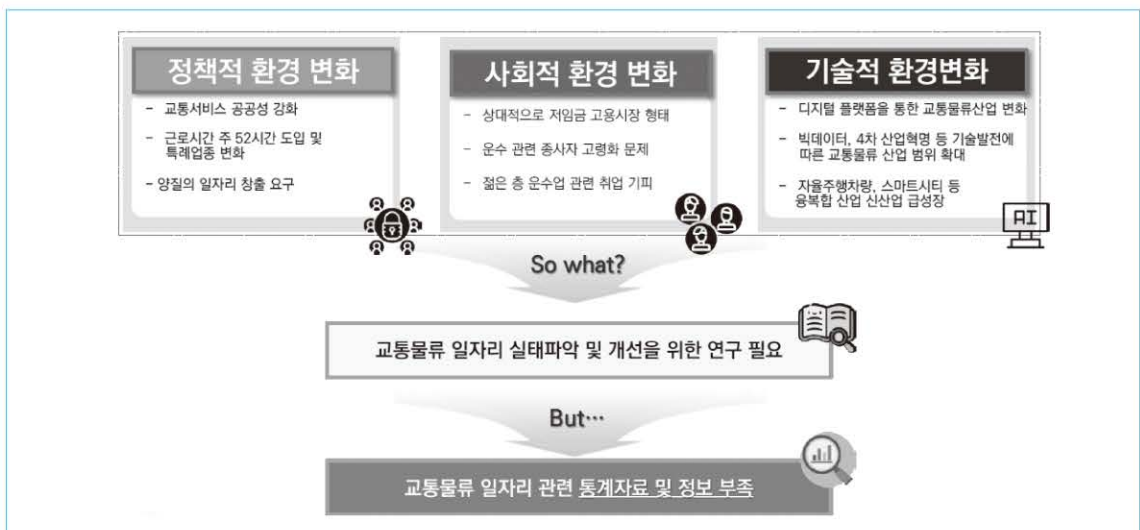 정책적 환경 변화
- 교통서비스 공공성 강화
- 근로시간 주 52시간 도입 및
특례업종 변화
- 양질의 일자리 창출 요구
사회적 환경 변화
- 상대적으로 저임금 고용시장 형태
- 운수 관련 종사자 고령화 문제
- 젊은 층 운수업 관련 취업 기피
기술적 환경변화
- 디지털 플랫폼을 통한 교통물류산업 변화
- 빅데이터, 4차 산업혁명 등 기술발전에
따른 교통물류 산업 범위 확대
- 자율주행차량, 스마트시티 등
융복합 산업 신산업 급성장
AI
So what?
교통물류 일자리 실태파악 및 개선을 위한 연구 필요
But…
교통물류 일자리 관련 통계자료 및 정보 부족